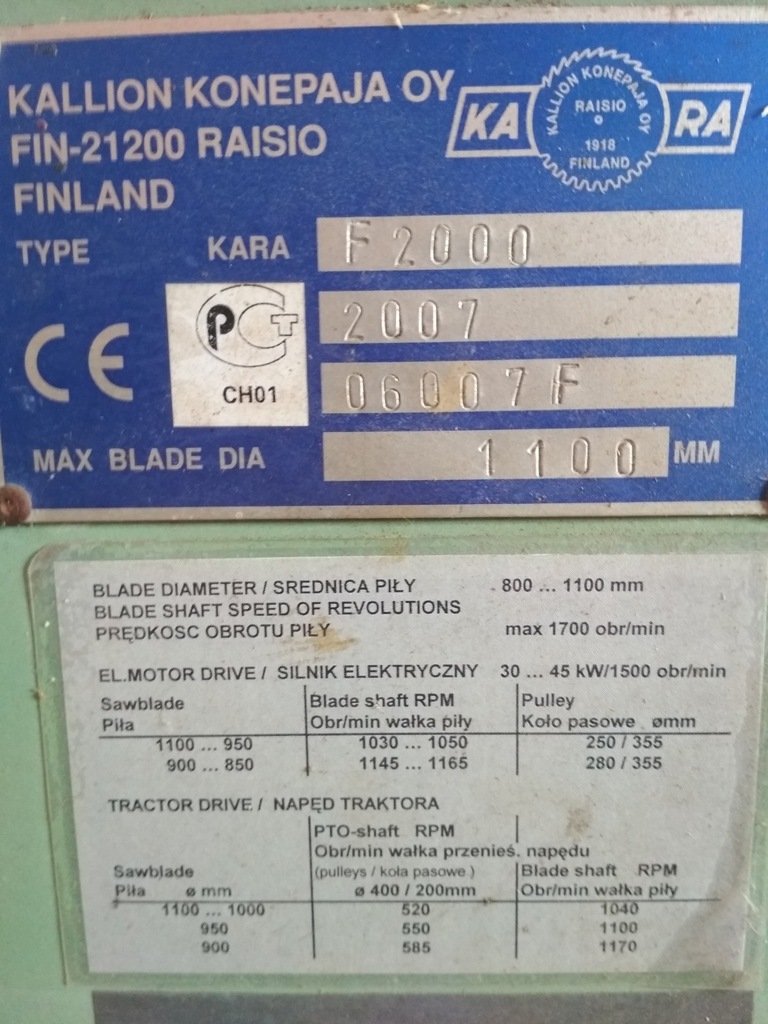 KALLION KONEPAJA OY
FIN-21200 RAISIO
FINLAND
KA
KALLION KONEPAJA OY
RAISIO
1918
FINLAND
RA
TYPE KARA F2000
2007
CE
PCT
CH01
06007F
MAX BLADE DIA 1100 MM
BLADE DIAMETER / SREDNICA PIŁY 800 ... 1100 mm
BLADE SHAFT SPEED OF REVOLUTIONS
PRĘDKOSC OBROTU PIŁY max 1700 obr/min
EL.MOTOR DRIVE / SILNIK ELEKTRYCZNY 30 ... 45 kW/1500 obr/min
Sawblade Blade shaft RPM Pulley
Piła Obr/min wałka piły Koło pasowe ømm
1100 ... 950 1030 ... 1050 250 / 355
900 ... 850 1145 ... 1165 280 / 355
TRACTOR DRIVE / NAPĘD TRAKTORA
PTO-shaft RPM
Obr/min wałka przenieś. napędu
Sawblade (pulleys / koła pasowe ) Blade shaft RPM
Piła ø mm ø 400 / 200mm Obr/min wałka piły
1100 ... 1000 520 1040
950 550 1100
900 585 1170